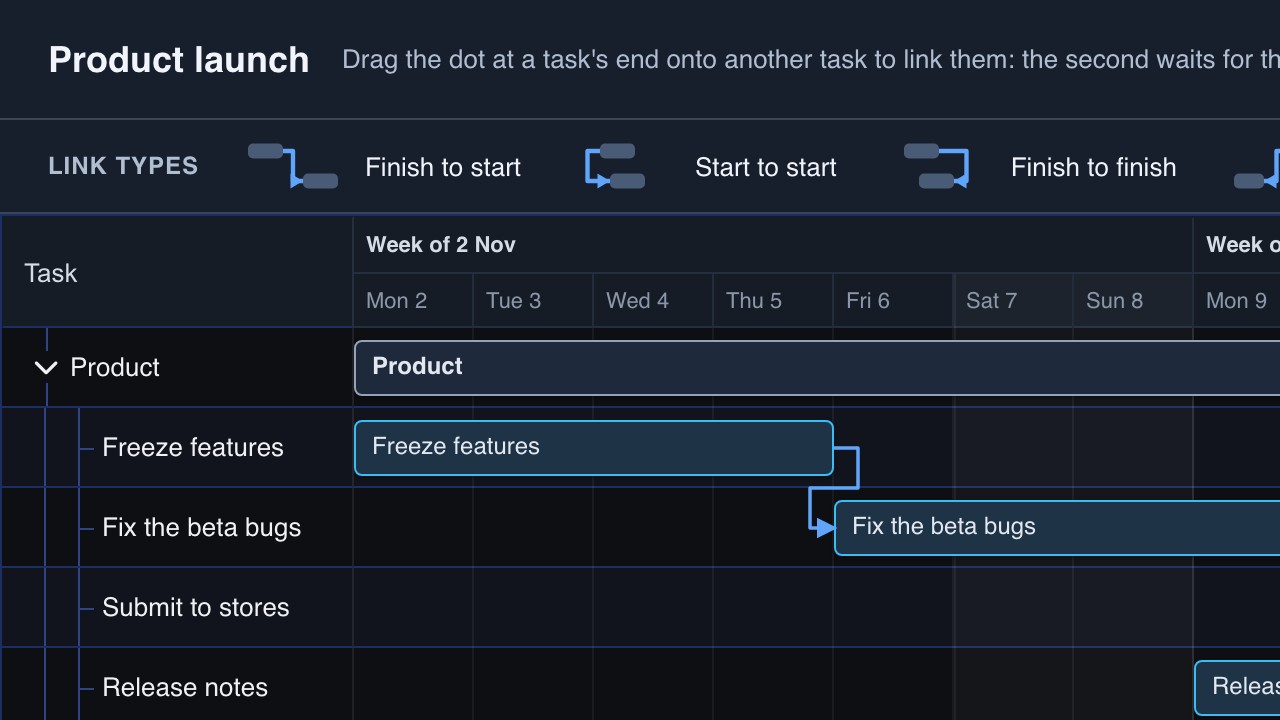 Product launch
Drag the dot at a task's end onto another task to link them: the second waits for
LINK TYPES
Finish to start
Start to start
Finish to finish
Task
Week of 2 Nov
Week
Mon 2
Tue 3
Wed 4
Thu 5
Fri 6
Sat 7
Sun 8
Mon 9
Product
Product
Freeze features
Freeze features
Fix the beta bugs
Fix the beta bugs
Submit to stores
Release notes